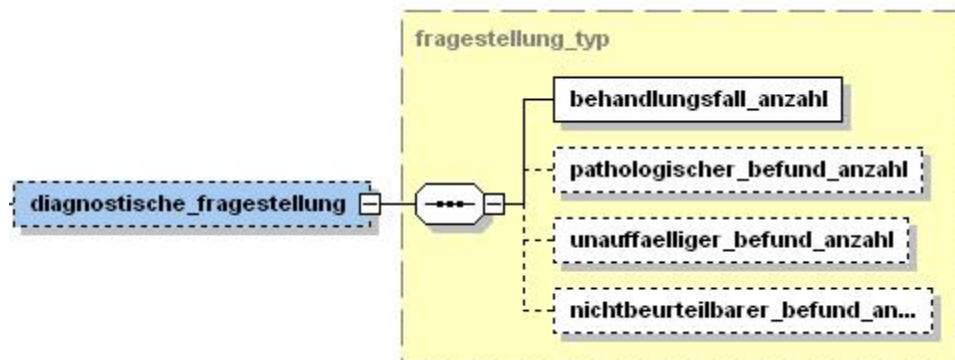 fragestellung_typ
behandlungsfall_anzahl
pathologischer_befund_anzahl
diagnostische_fragestellung
unauffaelliger_befund_anzahl
nichtbeurteilbarer_befund_an...